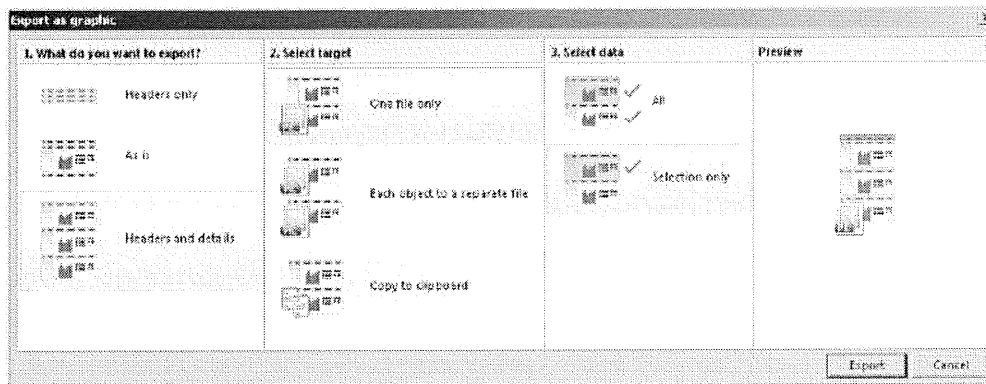 Export as graphic
1. What do you want to export?
Headers only
As is
Headers and details
2. Select target
One file only
Each object to a separate file
Copy to clipboard
3. Select data
All
Selection only
Preview
Export
Cancel